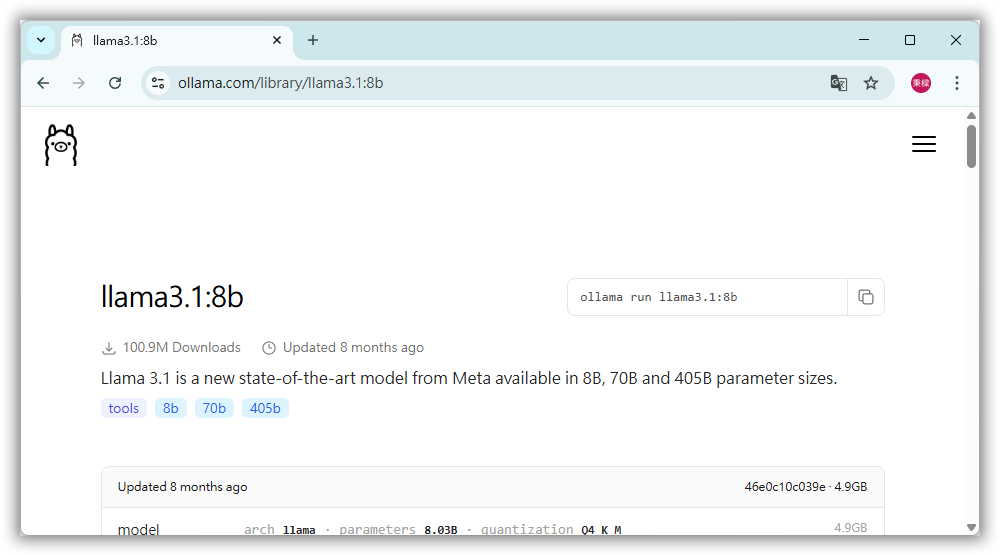 llama3.1:8b
ollama.com/library/llama3.1:8b
秉樑
llama3.1:8b
ollama run llama3.1:8b
100.9M Downloads Updated 8 months ago
Llama 3.1 is a new state-of-the-art model from Meta available in 8B, 70B and 405B parameter sizes.
tools 8b 70b 405b
Updated 8 months ago 46e0c10c039e · 4.9GB
model arch llama · parameters 8.03B · quantization Q4_K_M 4.9GB